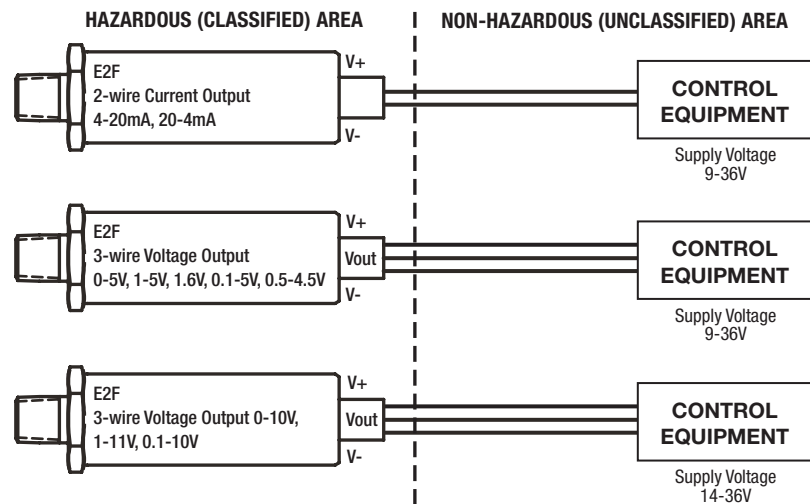 HAZARDOUS (CLASSIFIED) AREA
NON-HAZARDOUS (UNCLASSIFIED) AREA
E2F
2-wire Current Output
4-20mA, 20-4mA
V+
V-
CONTROL
EQUIPMENT
Supply Voltage
9-36V
E2F
3-wire Voltage Output
0-5V, 1-5V, 1.6V, 0.1-5V, 0.5-4.5V
V+
Vout
V-
CONTROL
EQUIPMENT
Supply Voltage
9-36V
E2F
3-wire Voltage Output 0-10V,
1-11V, 0.1-10V
V+
Vout
V-
CONTROL
EQUIPMENT
Supply Voltage
14-36V